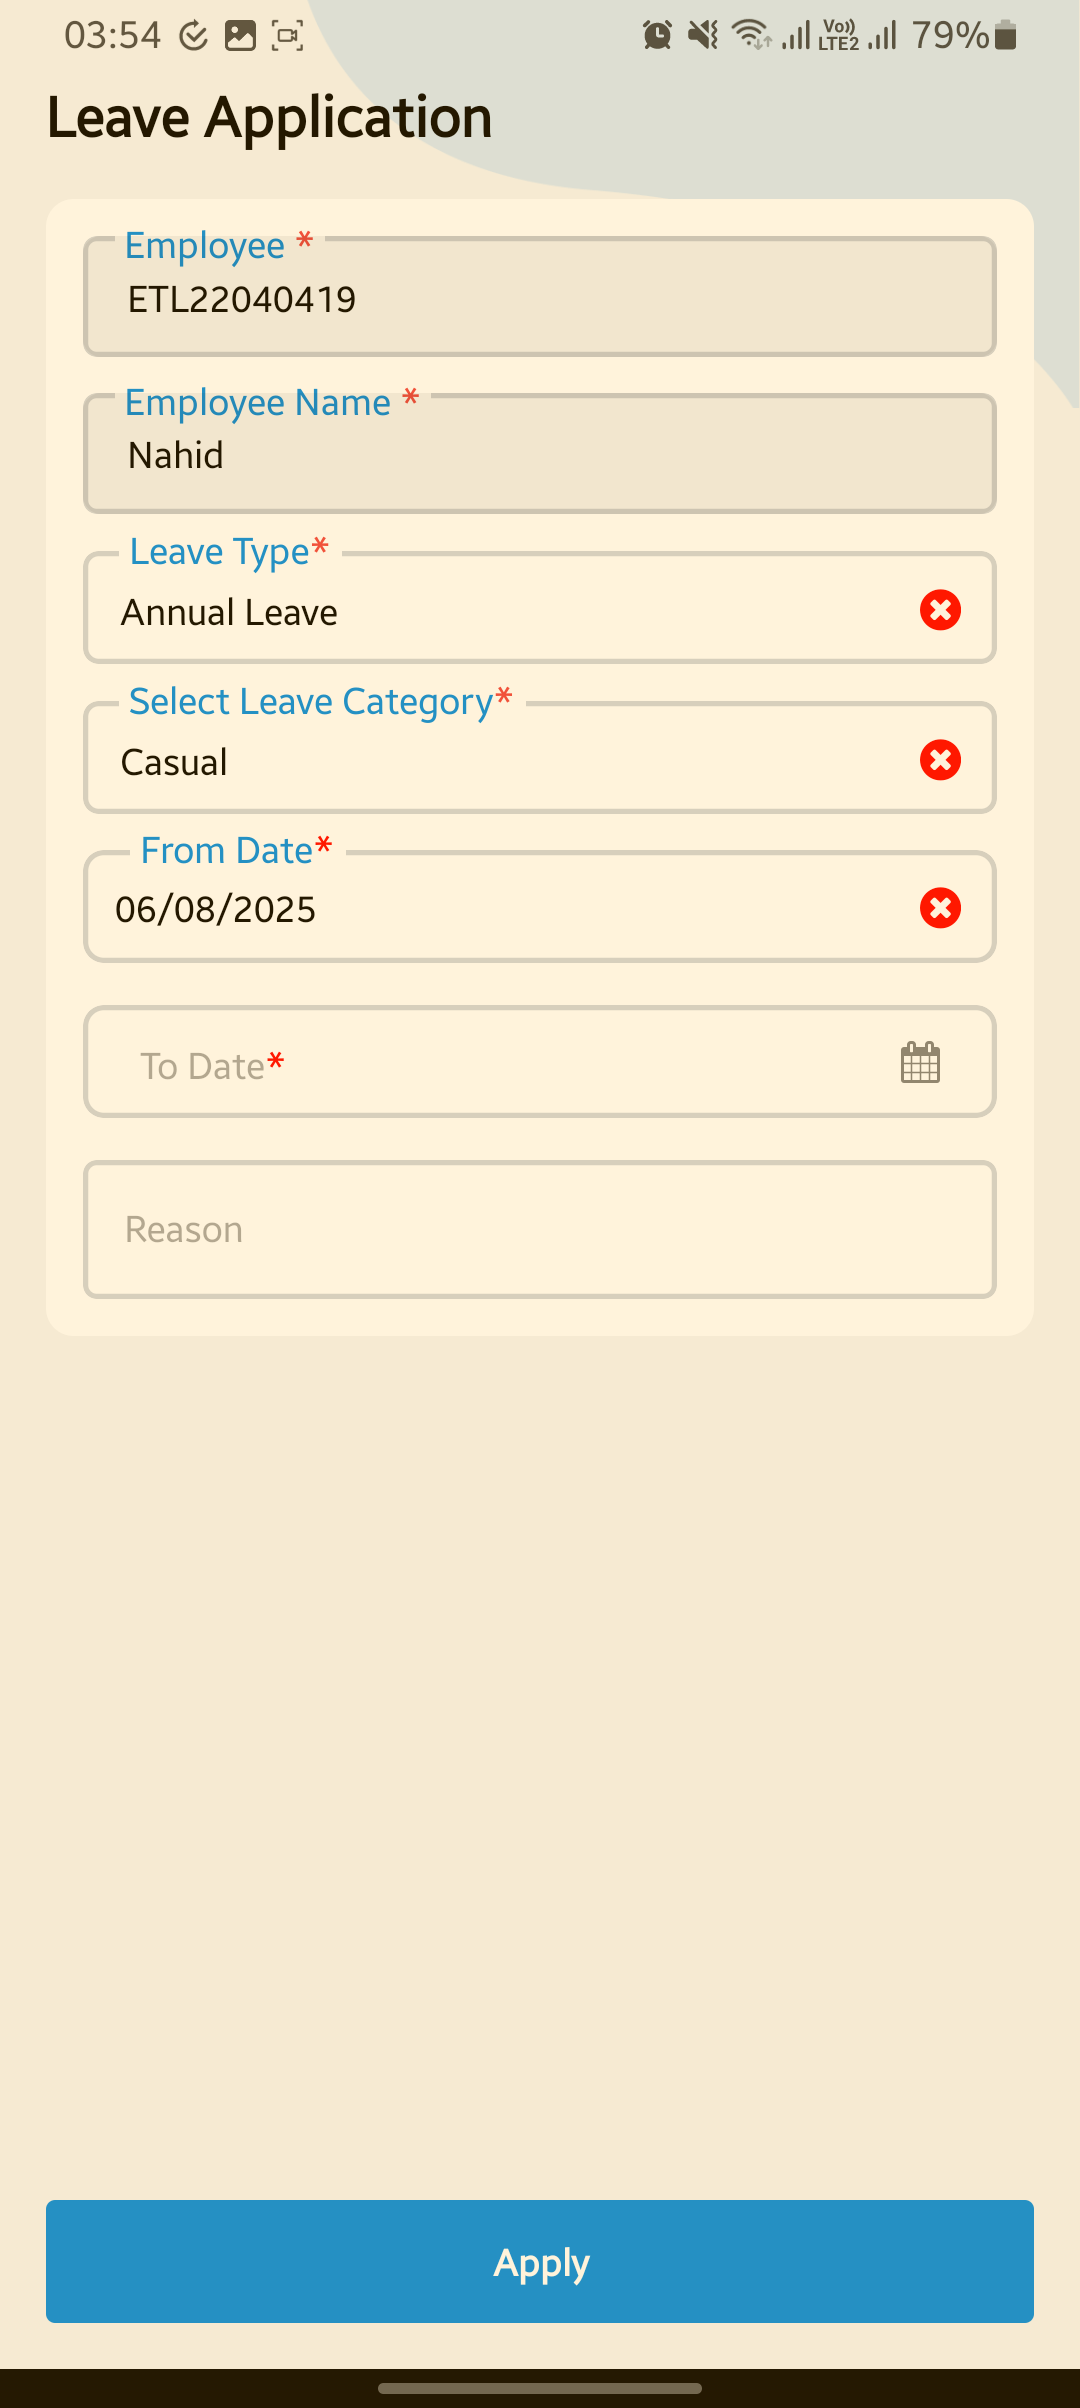 03:54 Vo)) LTE2 79%
Leave Application
Employee *
ETL22040419
Employee Name *
Nahid
Leave Type*
Annual Leave
Select Leave Category*
Casual
From Date*
06/08/2025
To Date*
Reason
Apply